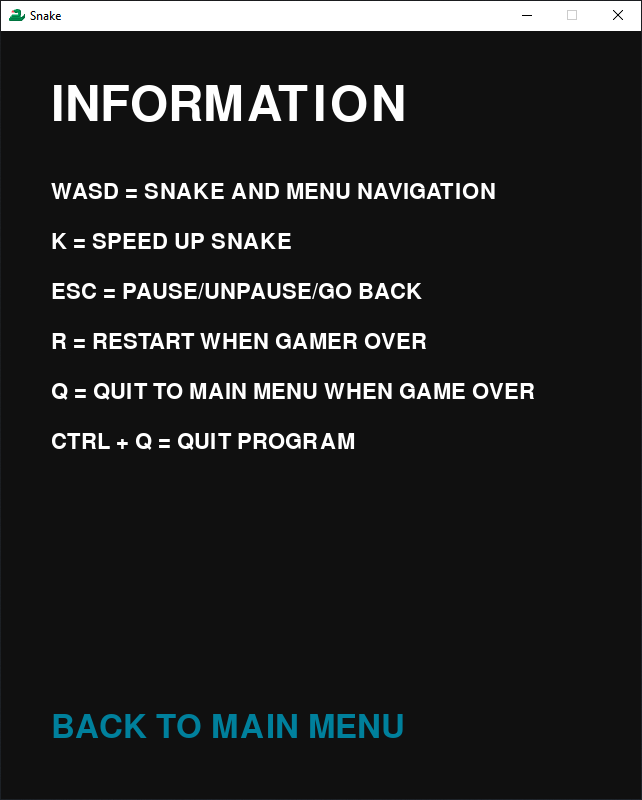 Snake
INFORMATION
WASD = SNAKE AND MENU NAVIGATION
K = SPEED UP SNAKE
ESC = PAUSE/UNPAUSE/GO BACK
R = RESTART WHEN GAMER OVER
Q = QUIT TO MAIN MENU WHEN GAME OVER
CTRL + Q = QUIT PROGRAM
BACK TO MAIN MENU